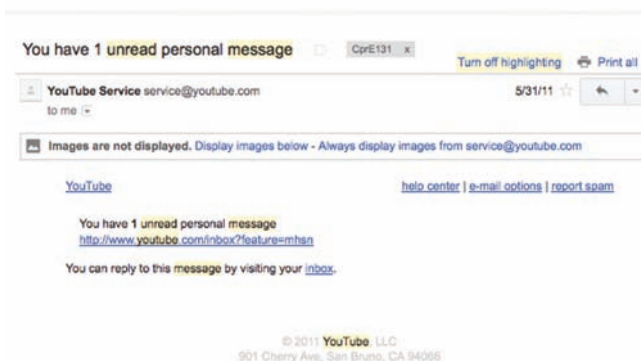 You have 1 unread personal message CprE131 x
Turn off highlighting Print all
YouTube Service service@youtube.com 5/31/11
to me
Images are not displayed. Display images below - Always display images from service@youtube.com
YouTube help center | e-mail options | report spam
You have 1 unread personal message
http://www.youtube.com/inbox?feature=mhsn
You can reply to this message by visiting your inbox.
© 2011 YouTube, LLC
901 Cherry Ave, San Bruno, CA 94066